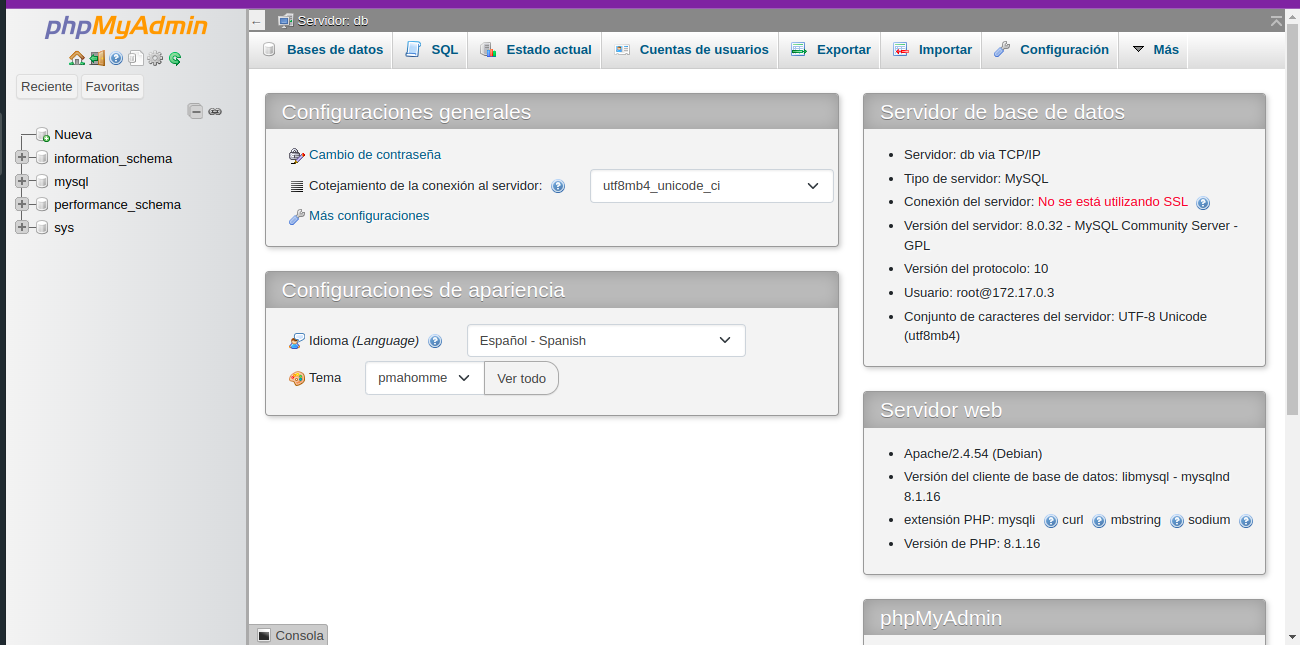 phpMyAdmin
Reciente Favoritas
Nueva
information_schema
mysql
performance_schema
sys
Servidor: db
Bases de datos SQL Estado actual Cuentas de usuarios Exportar Importar Configuración Más
Configuraciones generales
Cambio de contraseña
Cotejamiento de la conexión al servidor: utf8mb4_unicode_ci
Más configuraciones
Configuraciones de apariencia
Idioma (Language) Español - Spanish
Tema pmahomme Ver todo
Servidor de base de datos
Servidor: db via TCP/IP
Tipo de servidor: MySQL
Conexión del servidor: No se está utilizando SSL
Versión del servidor: 8.0.32 - MySQL Community Server -
GPL
Versión del protocolo: 10
Usuario: root@172.17.0.3
Conjunto de caracteres del servidor: UTF-8 Unicode
(utf8mb4)
Servidor web
Apache/2.4.54 (Debian)
Versión del cliente de base de datos: libmysql - mysqlnd
8.1.16
extensión PHP: mysqli curl mbstring sodium
Versión de PHP: 8.1.16
phpMyAdmin
Consola